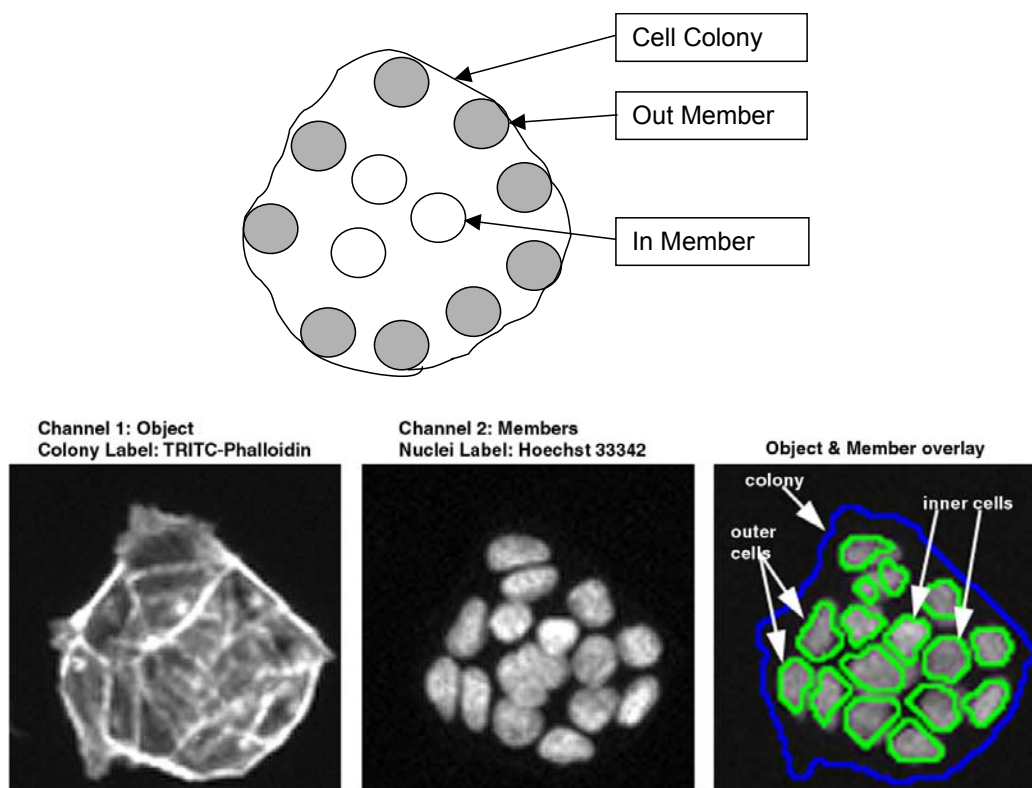 Cell Colony
Out Member
In Member
Channel 1: Object
Colony Label: TRITC-Phalloidin
Channel 2: Members
Nuclei Label: Hoechst 33342
Object & Member overlay
colony
inner cells
outer
cells